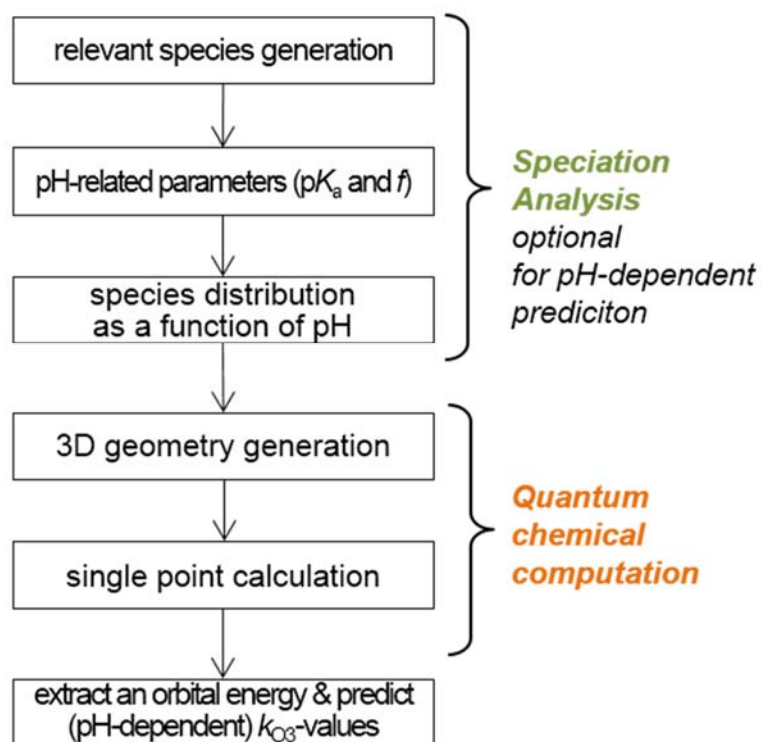 relevant species generation
pH-related parameters (pKa and f)
species distribution
as a function of pH
Speciation
Analysis
optional
for pH-dependent
prediciton
3D geometry generation
single point calculation
Quantum
chemical
computation
extract an orbital energy & predict
(pH-dependent) kO3-values